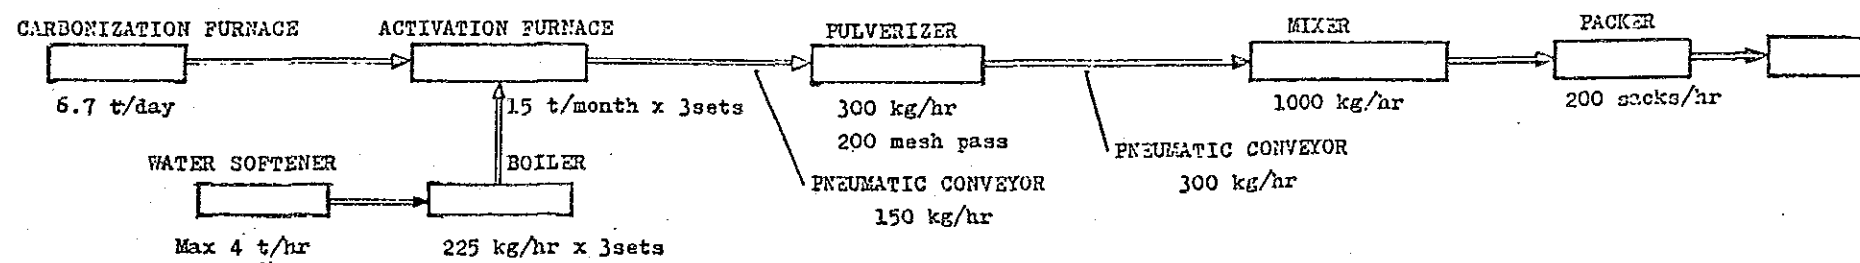 CARBONIZATION FURNACE
6.7 t/day
ACTIVATION FURNACE
15 t/month x 3sets
PULVERIZER
300 kg/hr
200 mesh pass
MIXER
1000 kg/hr
PACKER
200 sacks/hr
WATER SOFTENER
Max 4 t/hr
BOILER
225 kg/hr x 3sets
PNEUMATIC CONVEYOR
150 kg/hr
PNEUMATIC CONVEYOR
300 kg/hr